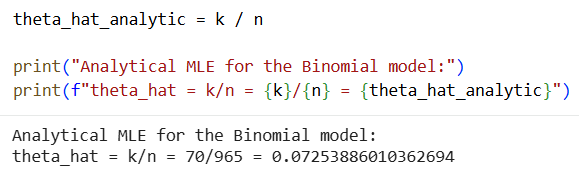 theta_hat_analytic = k / n
print("Analytical MLE for the Binomial model:")
print(f"theta_hat = k/n = {k}/{n} = {theta_hat_analytic}")
Analytical MLE for the Binomial model:
theta_hat = k/n = 70/965 = 0.07253886010362694